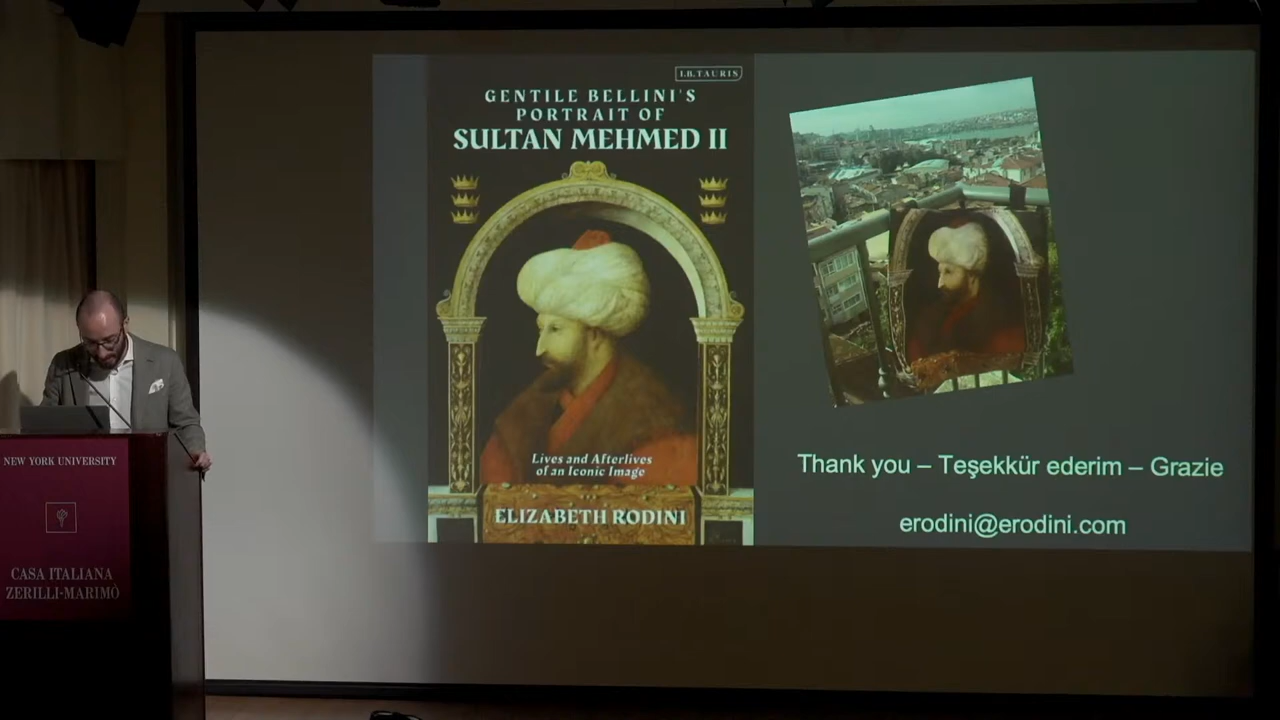 I.B.TAURIS
GENTILE BELLINI'S
PORTRAIT OF
SULTAN MEHMED II
Lives and Afterlives
of an Iconic Image
ELIZABETH RODINI
Thank you – Teşekkür ederim – Grazie
erodini@erodini.com
NEW YORK UNIVERSITY
CASA ITALIANA
ZERILLI-MARIMÒ